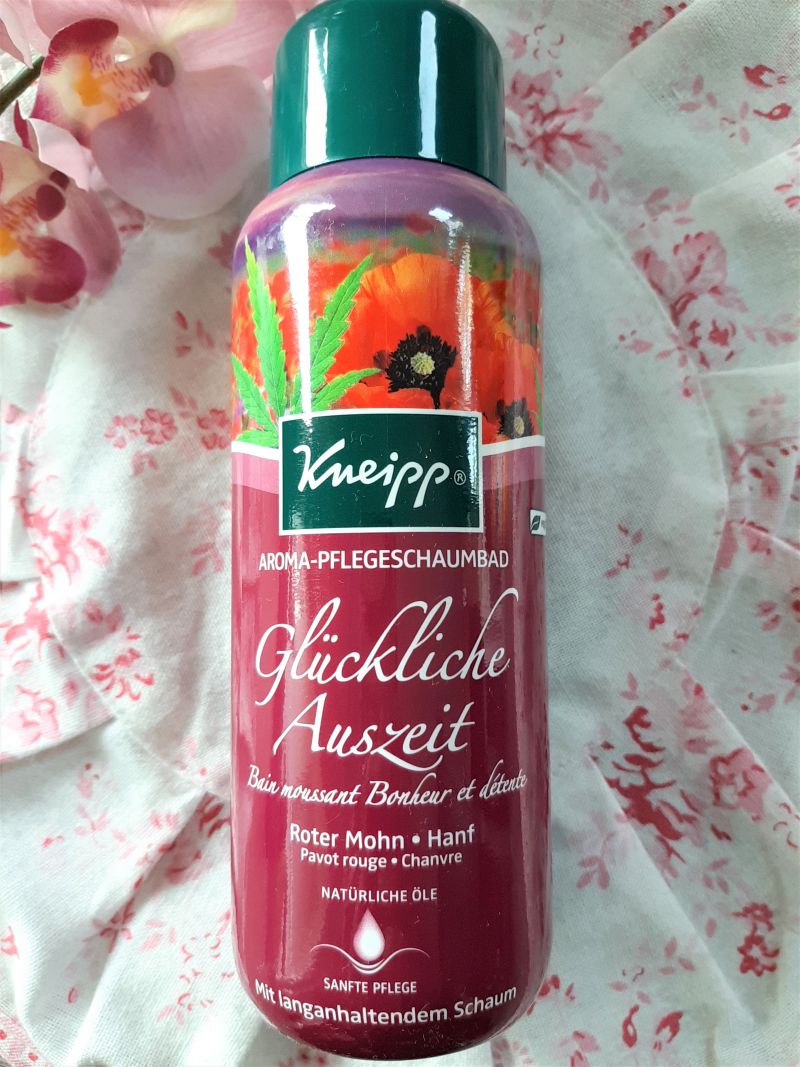 Kneipp®
AROMA-PFLEGESCHAUMBAD
Glückliche
Auszeit
Bain moussant Bonheur et détente
Roter Mohn • Hanf
Pavot rouge • Chanvre
NATÜRLICHE ÖLE
SANFTE PFLEGE
Mit langanhaltendem Schaum